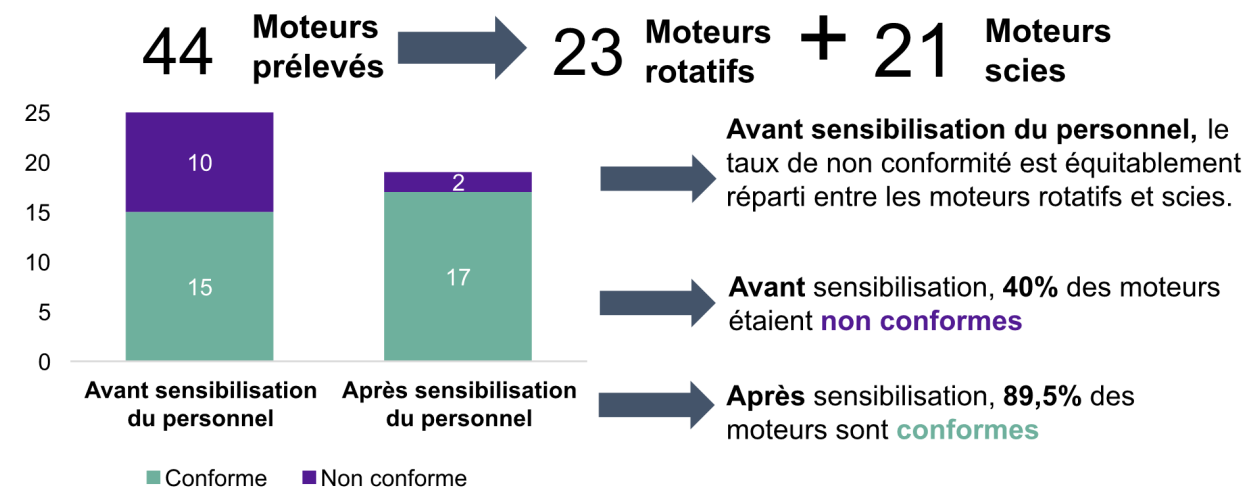 44 Moteurs prélevés 23 Moteurs rotatifs + 21 Moteurs scies
25
20
15
10
5
0
10
15
2
17
Avant sensibilisation
du personnel
Après sensibilisation
du personnel
Conforme
Non conforme
Avant sensibilisation du personnel, le
taux de non conformité est équitablement
réparti entre les moteurs rotatifs et scies.
Avant sensibilisation, 40% des moteurs
étaient non conformes
Après sensibilisation, 89,5% des
moteurs sont conformes